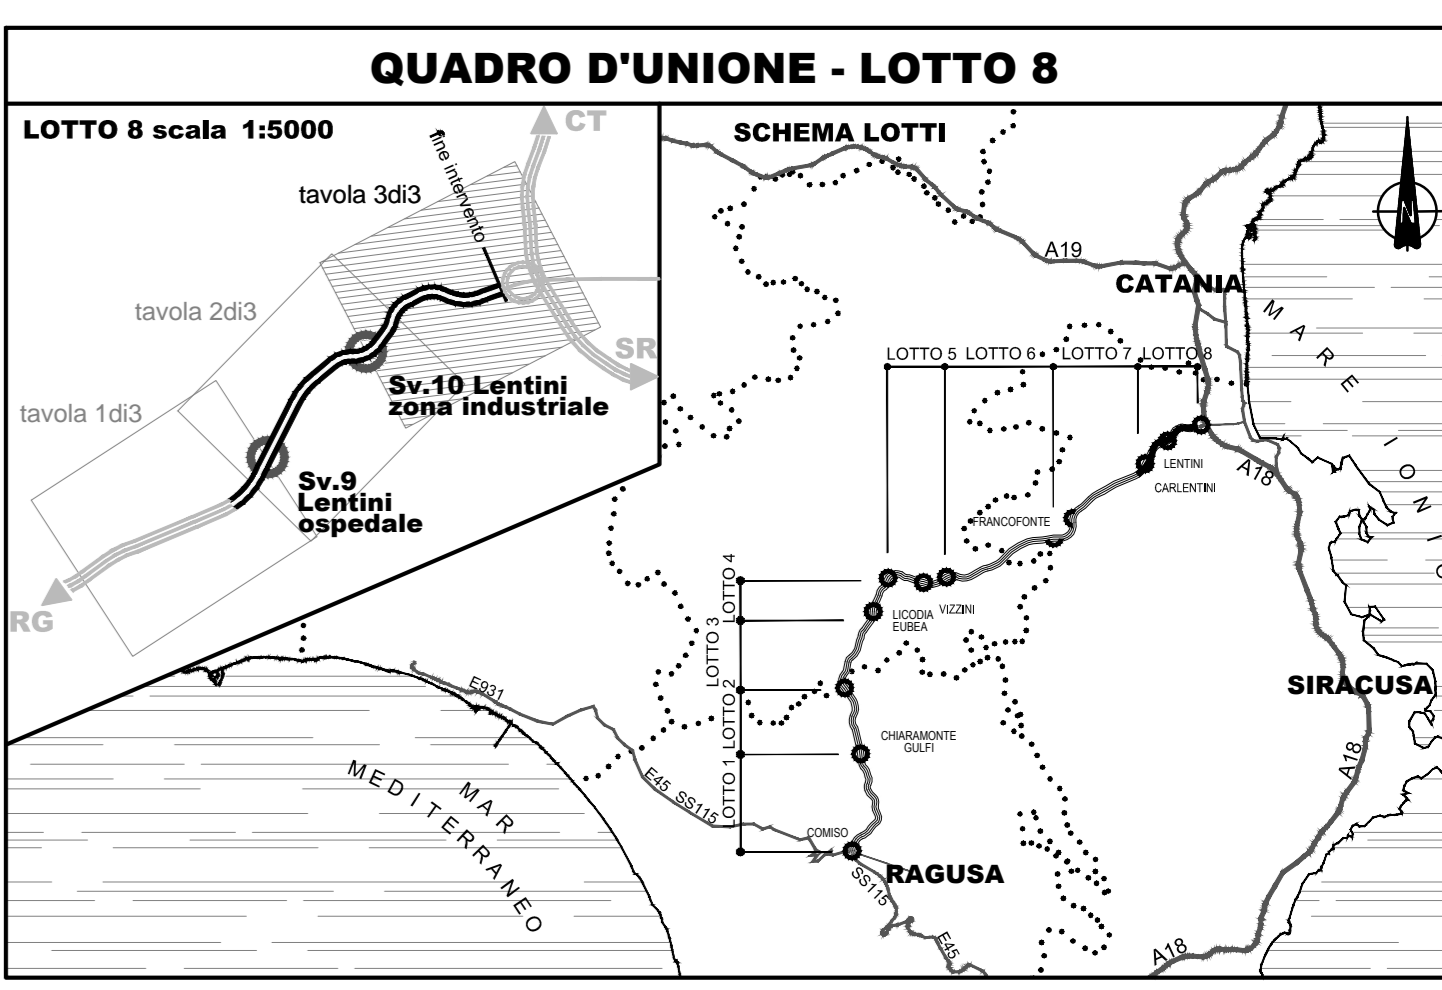 QUADRO D'UNIONE - LOTTO 8
LOTTO 8 scala 1:5000
CT
fine intervento
tavola 3di3
tavola 2di3
SR
Sv.10 Lentini
zona industriale
tavola 1di3
Sv.9
Lentini
ospedale
RG
SCHEMA LOTTI
N
A19
CATANIA
MARE
IONIO
LOTTO 5
LOTTO 6
LOTTO 7
LOTTO 8
LENTINI
CARLENTINI
A18
FRANCOFONTE
LOTTO 4
LOTTO 3
LOTTO 2
LOTTO 1
LICODIA
EUBEA
VIZZINI
SIRACUSA
E931
CHIARAMONTE
GULFI
A18
E45
SS115
MAR
MEDITERRANEO
COMISO
RAGUSA
SS115
E45
A18